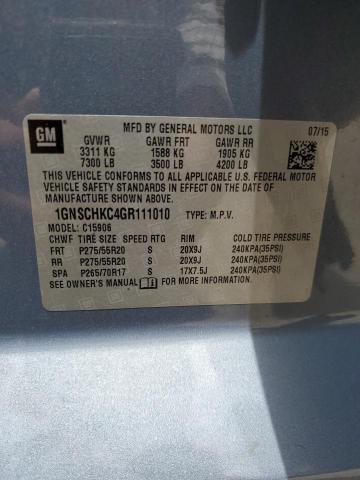 GM
MFD BY GENERAL MOTORS LLC 07/15
GVWR GAWR FRT GAWR RR
3311 KG 1588 KG 1905 KG
7300 LB 3500 LB 4200 LB
THIS VEHICLE CONFORMS TO ALL APPLICABLE U.S. FEDERAL MOTOR
VEHICLE SAFETY STANDARDS IN EFFECT ON THE DATE OF
MANUFACTURE SHOWN ABOVE.
1GNSCHKC4GR111010 TYPE: M.P.V.
MODEL: C15906
CHWF TIRE SIZE SPEED RTG RIM COLD TIRE PRESSURE
FRT P275/55R20 S 20X9J 240KPA(35PSI)
RR P275/55R20 S 20X9J 240KPA(35PSI)
SPA P265/70R17 S 17X7.5J 240KPA(35PSI)
SEE OWNER'S MANUAL FOR MORE INFORMATION.